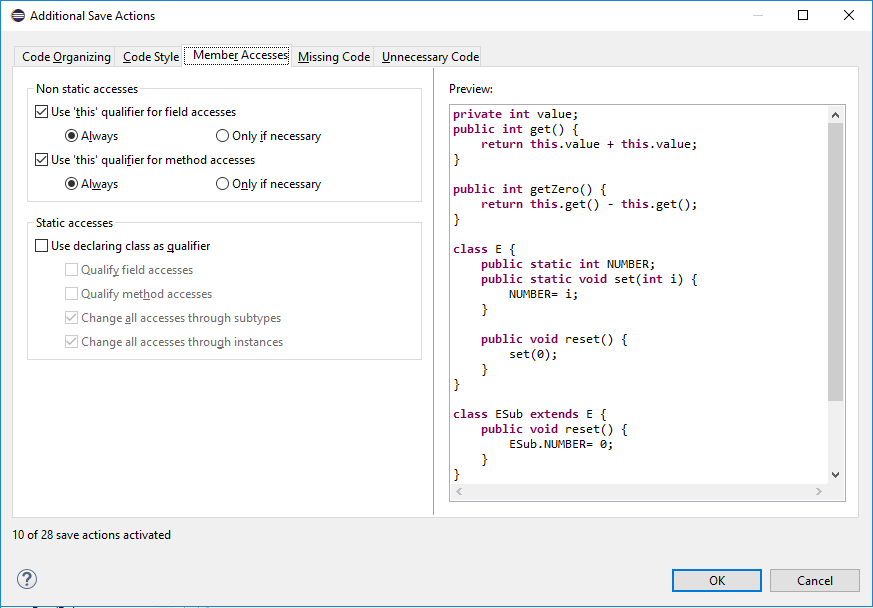 Additional Save Actions
Code Organizing Code Style Member Accesses Missing Code Unnecessary Code
Non static accesses
Use 'this' qualifier for field accesses
Always Only if necessary
Use 'this' qualifier for method accesses
Always Only if necessary
Static accesses
Use declaring class as qualifier
Qualify field accesses
Qualify method accesses
Change all accesses through subtypes
Change all accesses through instances
Preview:
private int value;
public int get() {
    return this.value + this.value;
}
public int getZero() {
    return this.get() - this.get();
}
class E {
    public static int NUMBER;
    public static void set(int i) {
        NUMBER= i;
    }
    public void reset() {
        set(0);
    }
}
class ESub extends E {
    public void reset() {
        ESub.NUMBER= 0;
    }
}
10 of 28 save actions activated
?
OK Cancel